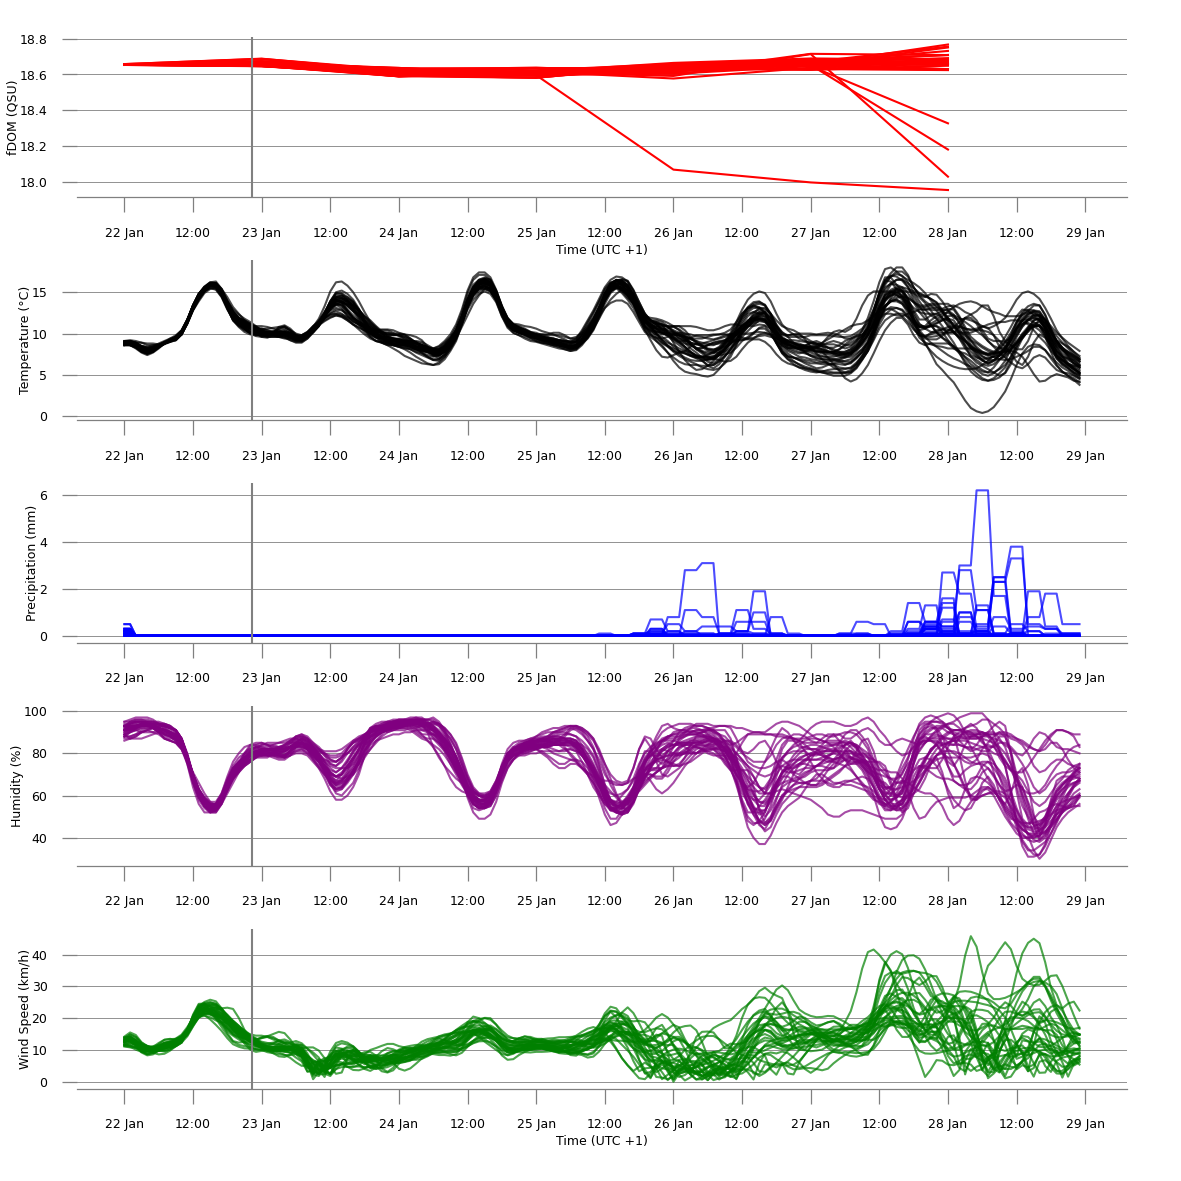 18.8
18.6
18.4
18.2
18.0
fDOM (QSU)
22 Jan 12:00 23 Jan 12:00 24 Jan 12:00 25 Jan 12:00 26 Jan 12:00 27 Jan 12:00 28 Jan 12:00 29 Jan
Time (UTC +1)
15
10
5
0
Temperature (°C)
22 Jan 12:00 23 Jan 12:00 24 Jan 12:00 25 Jan 12:00 26 Jan 12:00 27 Jan 12:00 28 Jan 12:00 29 Jan
6
4
2
0
Precipitation (mm)
22 Jan 12:00 23 Jan 12:00 24 Jan 12:00 25 Jan 12:00 26 Jan 12:00 27 Jan 12:00 28 Jan 12:00 29 Jan
100
80
60
40
Humidity (%)
22 Jan 12:00 23 Jan 12:00 24 Jan 12:00 25 Jan 12:00 26 Jan 12:00 27 Jan 12:00 28 Jan 12:00 29 Jan
40
30
20
10
0
Wind Speed (km/h)
22 Jan 12:00 23 Jan 12:00 24 Jan 12:00 25 Jan 12:00 26 Jan 12:00 27 Jan 12:00 28 Jan 12:00 29 Jan
Time (UTC +1)